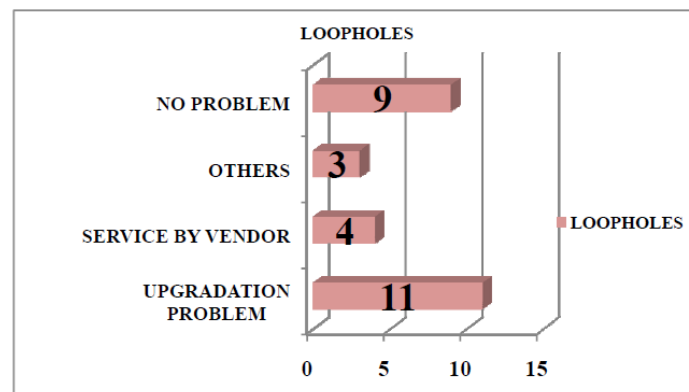 LOOPHOLES
NO PROBLEM
9
OTHERS
3
SERVICE BY VENDOR
4
UPGRADATION
PROBLEM
11
LOOPHOLES
0 5 10 15